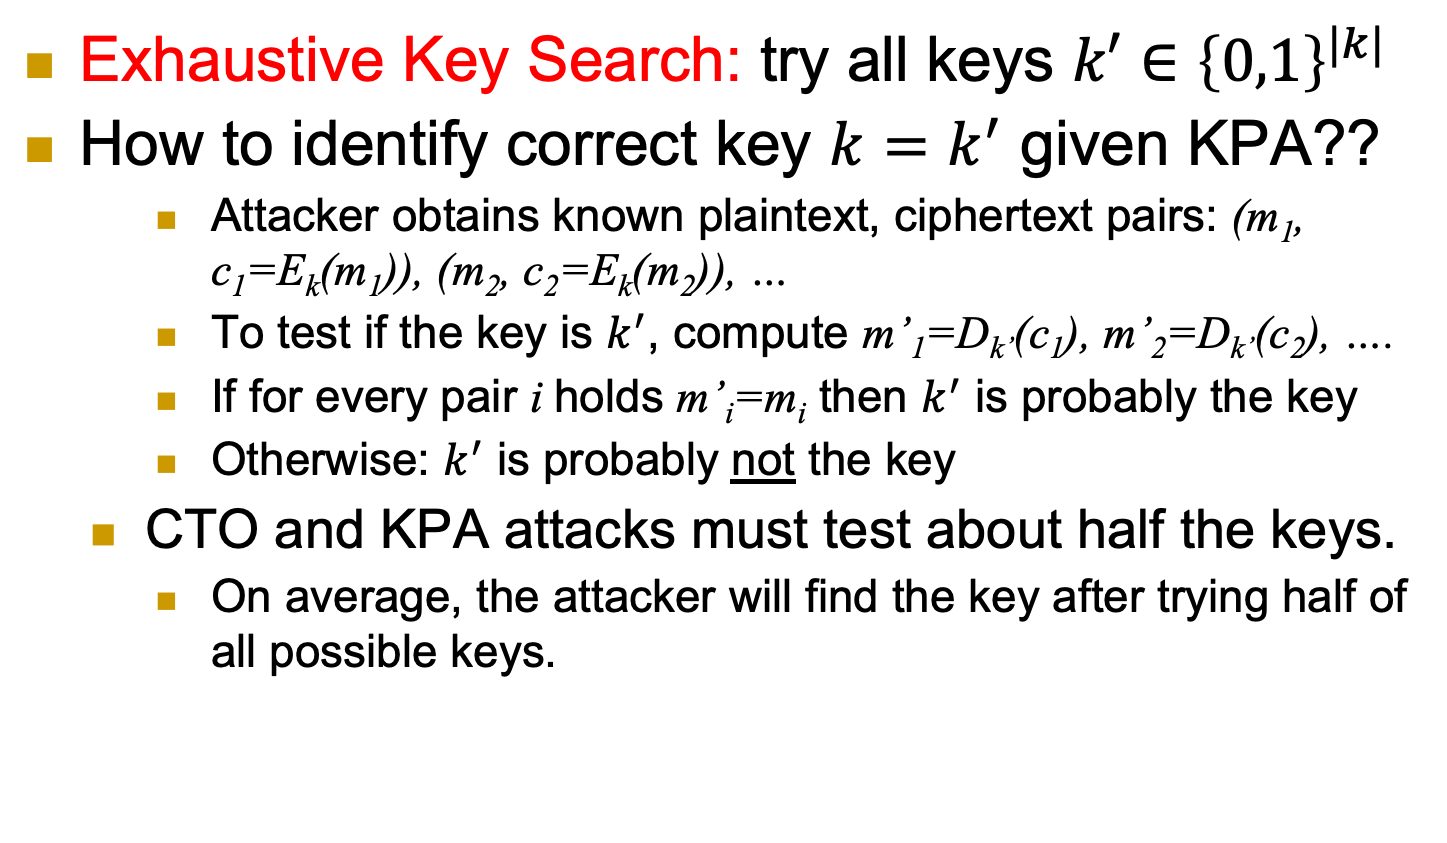 Exhaustive Key Search: try all keys k′ ∈ {0,1}^|k|
How to identify correct key k = k′ given KPA??
Attacker obtains known plaintext, ciphertext pairs: (m₁,
c₁=Eₖ(m₁)), (m₂, c₂=Eₖ(m₂)), ...
To test if the key is k′, compute m’₁=Dₖ’(c₁), m’₂=Dₖ’(c₂), ....
If for every pair i holds m’ᵢ=mᵢ then k′ is probably the key
Otherwise: k′ is probably not the key
CTO and KPA attacks must test about half the keys.
On average, the attacker will find the key after trying half of
all possible keys.